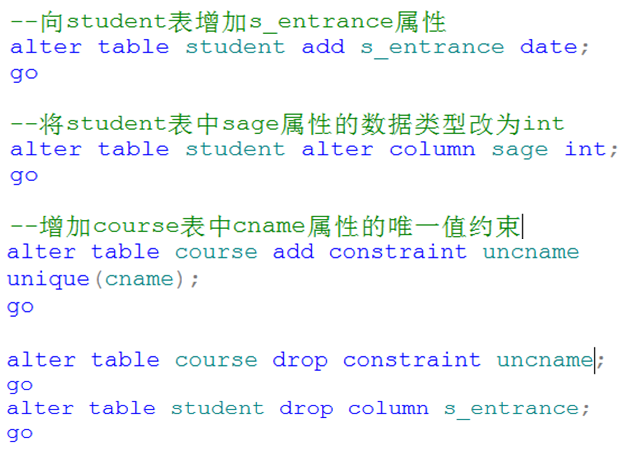 --向student表增加s_entrance属性
alter table student add s_entrance date;
go
--将student表中sage属性的数据类型改为int
alter table student alter column sage int;
go
--增加course表中cname属性的唯一值约束
alter table course add constraint uncname
unique(cname);
go
alter table course drop constraint uncname;
go
alter table student drop column s_entrance;
go